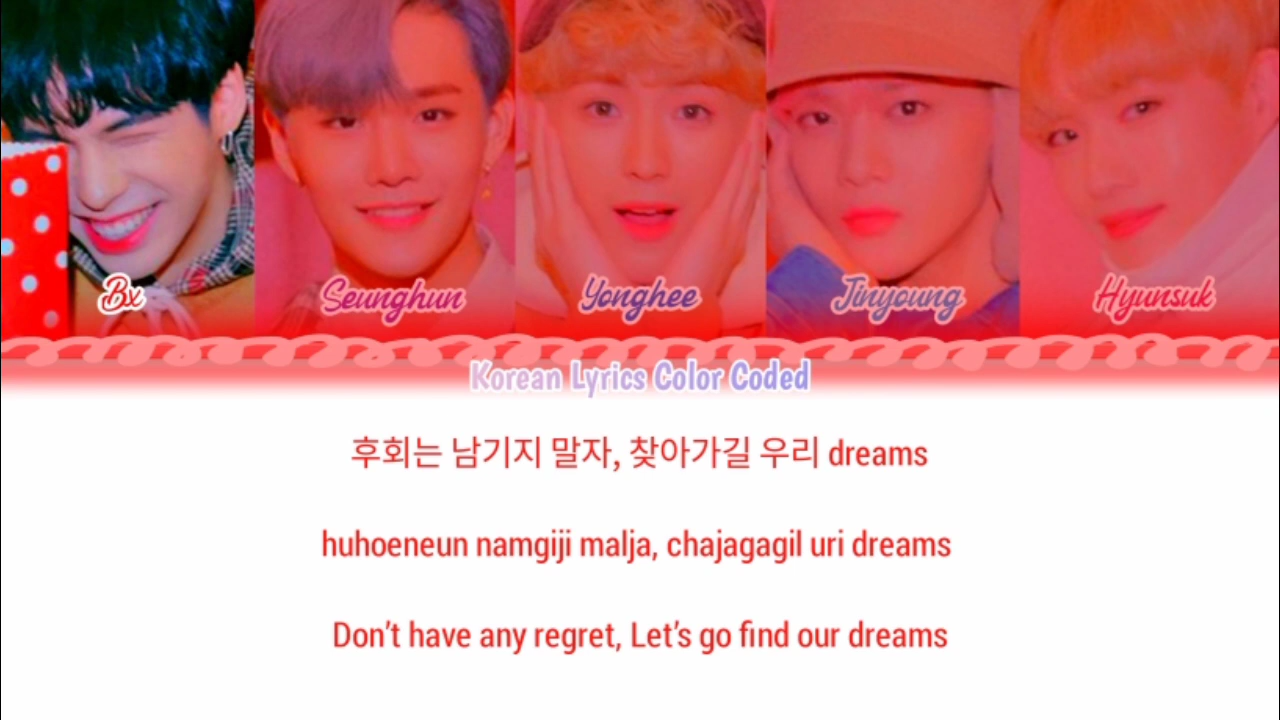 Bx Seunghun Yonghee Jinyoung Hyunsuk
Korean Lyrics Color Coded
후회는 남기지 말자, 찾아가길 우리 dreams
huhoeneun namgiji malja, chajagagil uri dreams
Don't have any regret, Let's go find our dreams